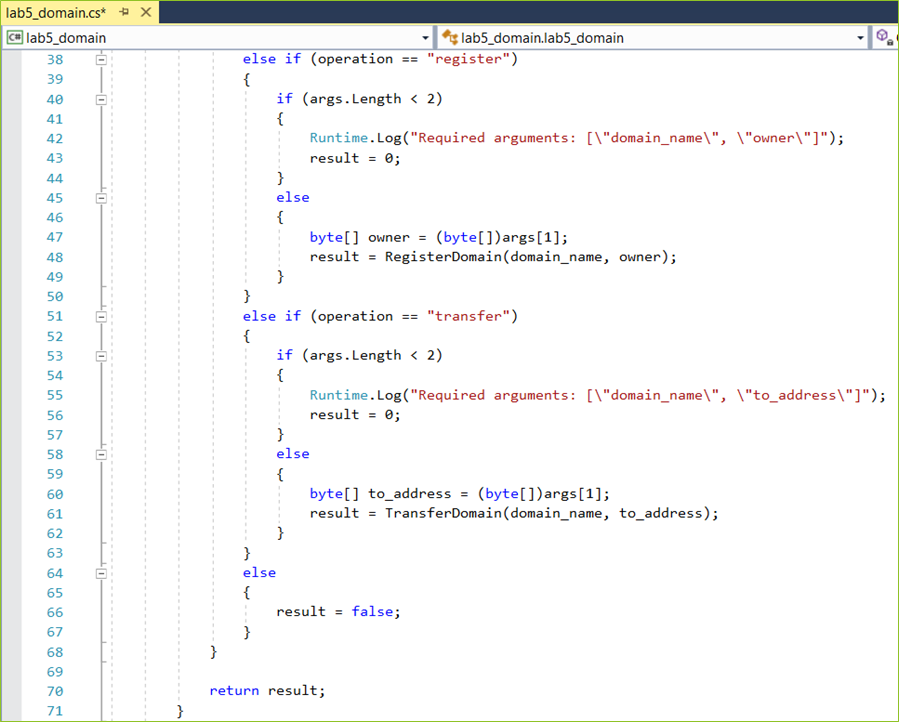 lab5_domain.cs*
lab5_domain lab5_domain.lab5_domain
38 else if (operation == "register")
39 {
40 if (args.Length < 2)
41 {
42 Runtime.Log("Required arguments: [\"domain_name\", \"owner\"]");
43 result = 0;
44 }
45 else
46 {
47 byte[] owner = (byte[])args[1];
48 result = RegisterDomain(domain_name, owner);
49 }
50 }
51 else if (operation == "transfer")
52 {
53 if (args.Length < 2)
54 {
55 Runtime.Log("Required arguments: [\"domain_name\", \"to_address\"]");
56 result = 0;
57 }
58 else
59 {
60 byte[] to_address = (byte[])args[1];
61 result = TransferDomain(domain_name, to_address);
62 }
63 }
64 else
65 {
66 result = false;
67 }
68 }
69
70 return result;
71 }